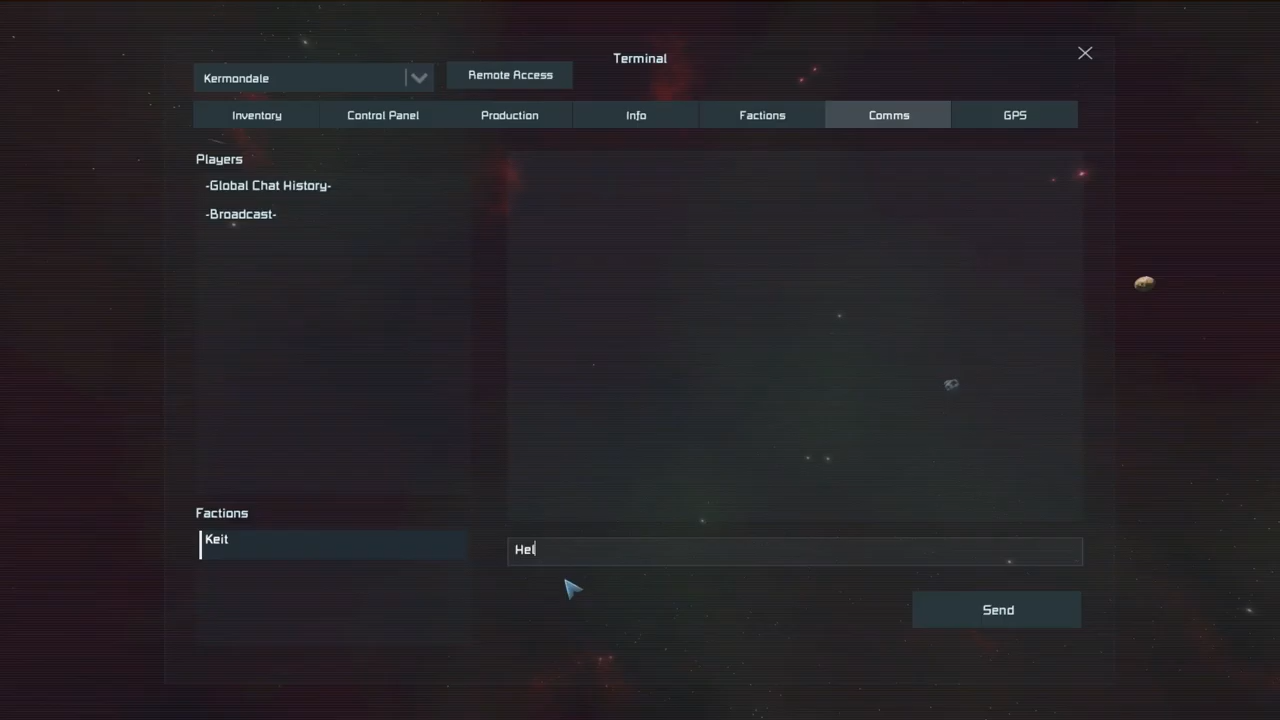 Terminal
Kermondale
Remote Access
Inventory
Control Panel
Production
Info
Factions
Comms
GPS
Players
-Global Chat History-
-Broadcast-
Factions
Keit
Hel
Send